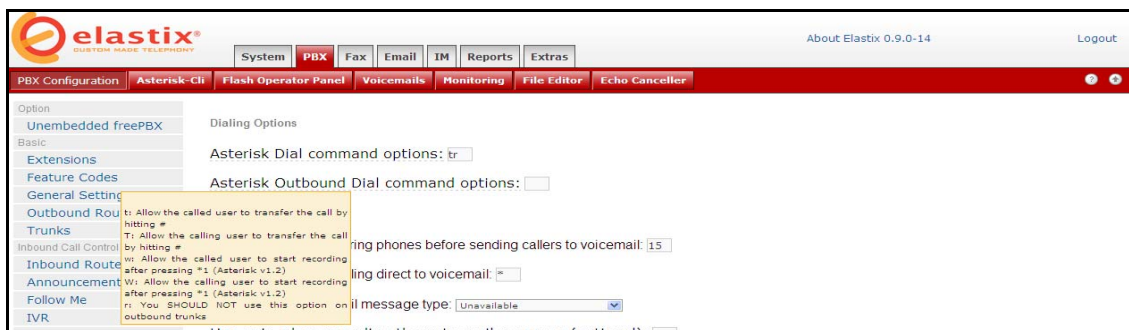 elastix®
CUSTOM MADE TELEPHONY
About Elastix 0.9.0-14
Logout
System PBX Fax Email IM Reports Extras
PBX Configuration Asterisk-Cli Flash Operator Panel Voicemails Monitoring File Editor Echo Canceller
Option
Unembedded freePBX
Basic
Extensions
Feature Codes
General Setting
Outbound Rou
Trunks
Inbound Call Control
Inbound Route
Announcement
Follow Me
IVR
Dialing Options
Asterisk Dial command options: tr
Asterisk Outbound Dial command options:
t: Allow the called user to transfer the call by
hitting #
T: Allow the calling user to transfer the call
by hitting #
w: Allow the called user to start recording
after pressing *1 (Asterisk v1.2)
W: Allow the calling user to start recording
after pressing *1 (Asterisk v1.2)
r: You SHOULD NOT use this option on
outbound trunks
ring phones before sending callers to voicemail: 15
ling direct to voicemail: *
il message type: Unavailable